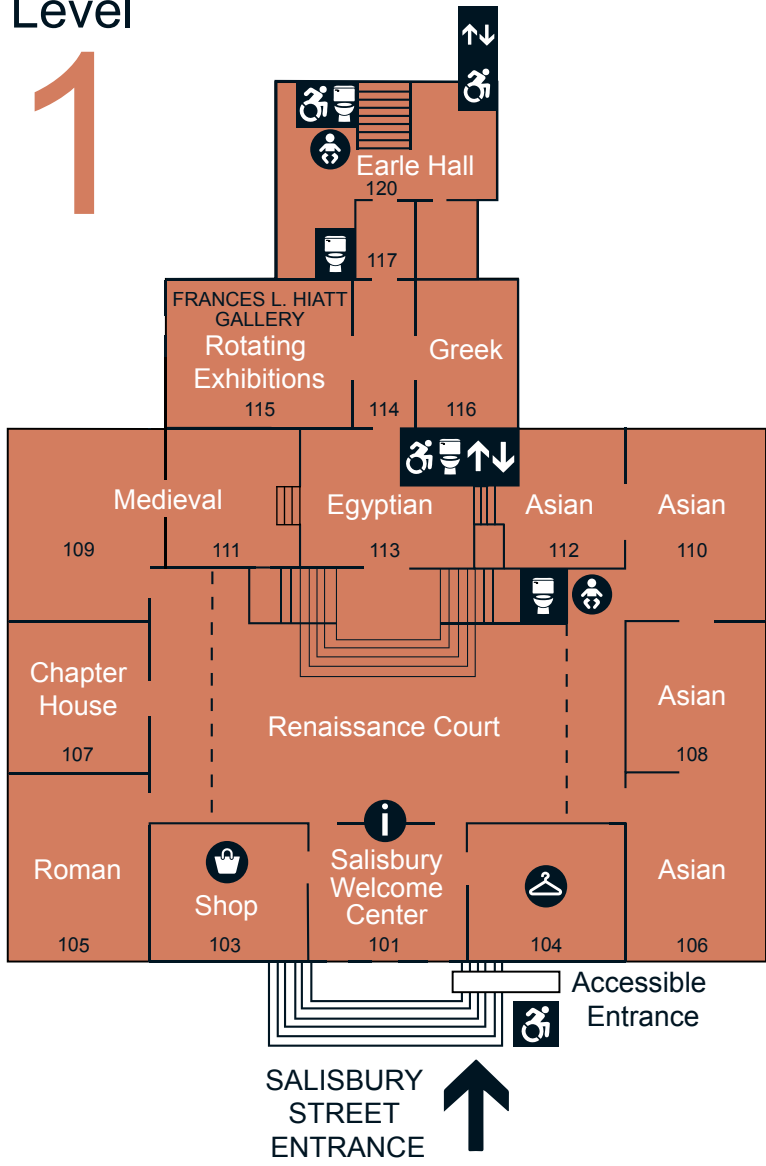 Level
1
Earle Hall
120
117
FRANCES L. HIATT
GALLERY
Rotating
Exhibitions
115
114
Greek
116
Medieval
109
111
Egyptian
113
Asian
112
Asian
110
Chapter
House
107
Renaissance Court
Asian
108
Roman
105
Shop
103
i
Salisbury
Welcome
Center
101
104
Asian
106
Accessible
Entrance
SALISBURY
STREET
ENTRANCE